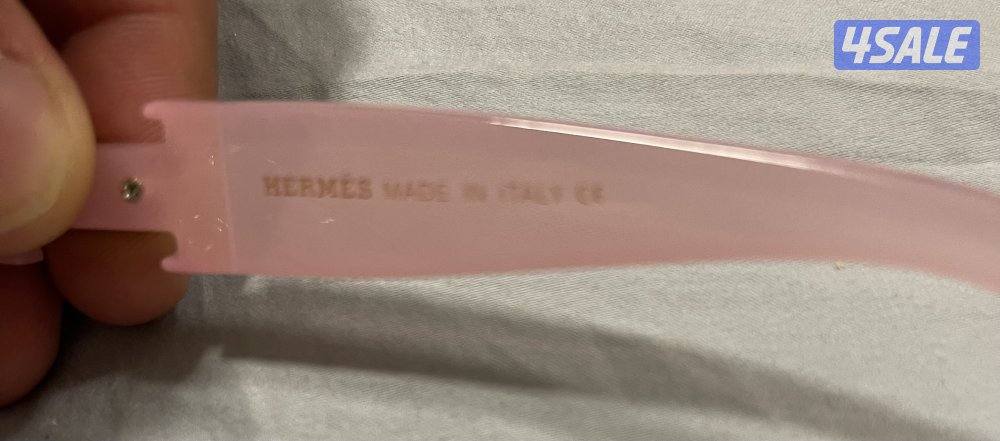 4SALE
HERMÈS MADE IN ITALY CE